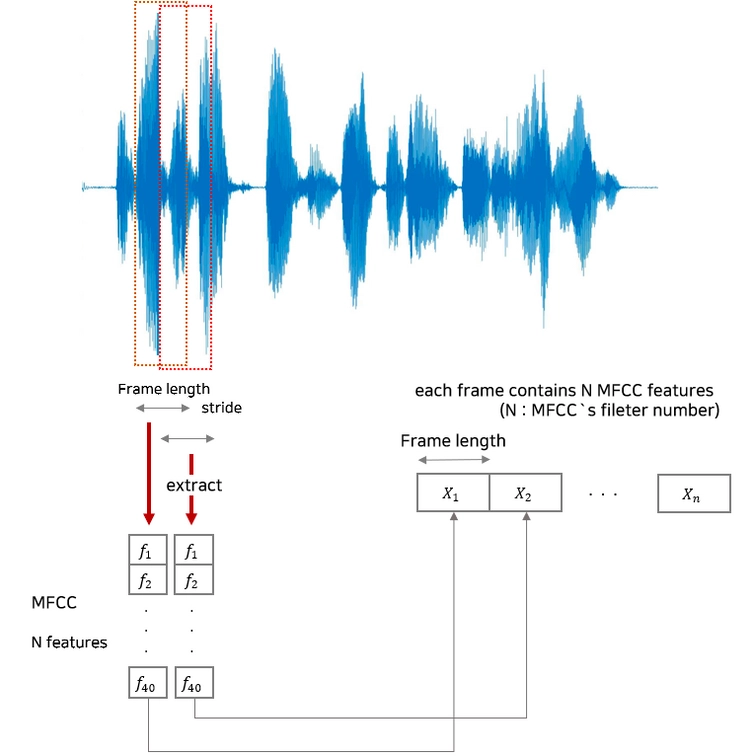 Frame length
stride
extract
f1 f1
f2 f2
MFCC
N features
f40 f40
each frame contains N MFCC features
(N : MFCC`s fileter number)
Frame length
X1 X2 . . . Xn